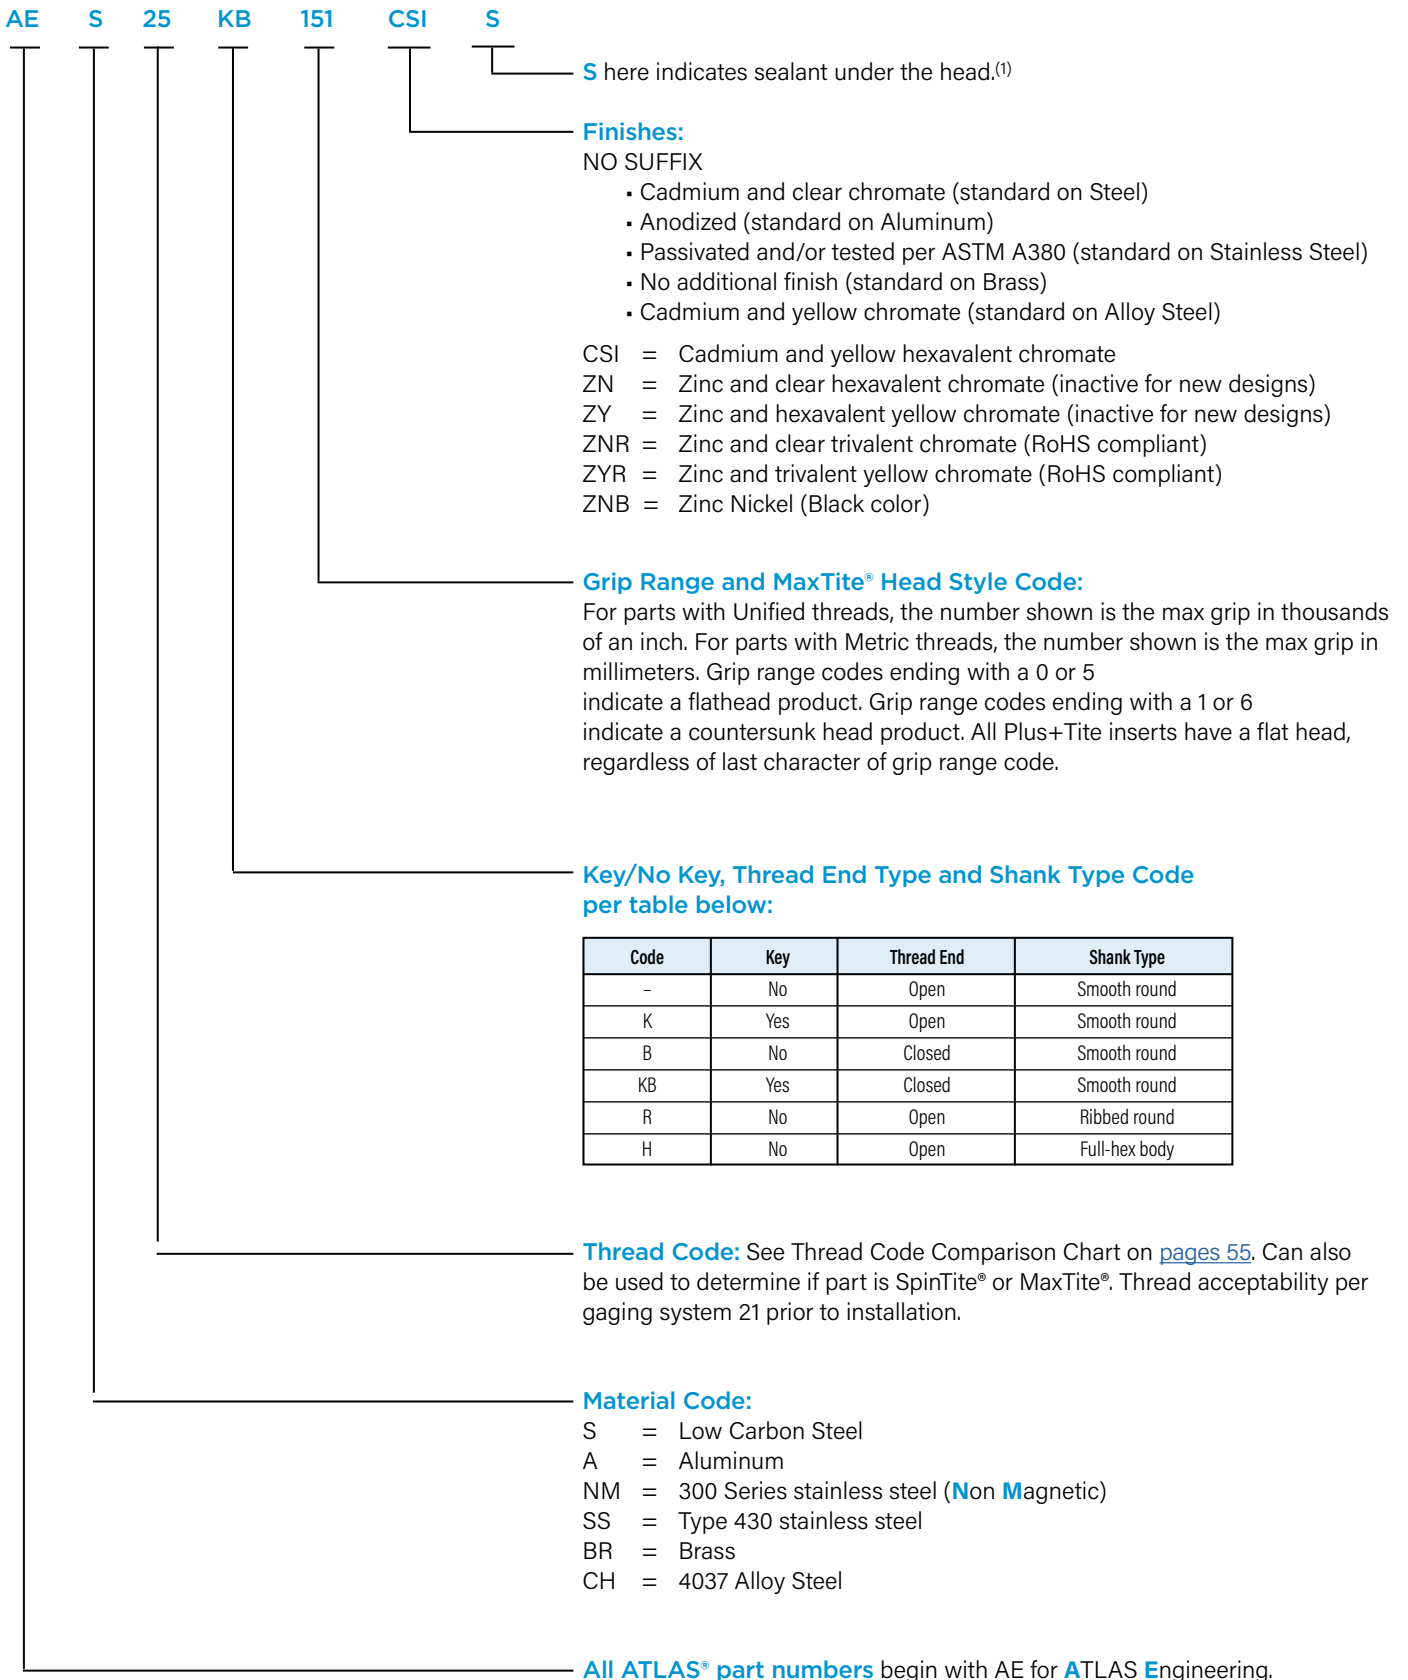 AE S 25 KB 151 CSI S
S here indicates sealant under the head.(1)
Finishes:
NO SUFFIX
▪ Cadmium and clear chromate (standard on Steel)
▪ Anodized (standard on Aluminum)
▪ Passivated and/or tested per ASTM A380 (standard on Stainless Steel)
▪ No additional finish (standard on Brass)
▪ Cadmium and yellow chromate (standard on Alloy Steel)
CSI = Cadmium and yellow hexavalent chromate
ZN = Zinc and clear hexavalent chromate (inactive for new designs)
ZY = Zinc and hexavalent yellow chromate (inactive for new designs)
ZNR = Zinc and clear trivalent chromate (RoHS compliant)
ZYR = Zinc and trivalent yellow chromate (RoHS compliant)
ZNB = Zinc Nickel (Black color)
Grip Range and MaxTite® Head Style Code:
For parts with Unified threads, the number shown is the max grip in thousands
of an inch. For parts with Metric threads, the number shown is the max grip in
millimeters. Grip range codes ending with a 0 or 5
indicate a flathead product. Grip range codes ending with a 1 or 6
indicate a countersunk head product. All Plus+Tite inserts have a flat head,
regardless of last character of grip range code.
Key/No Key, Thread End Type and Shank Type Code
per table below:
Code Key Thread End Shank Type
– No Open Smooth round
K Yes Open Smooth round
B No Closed Smooth round
KB Yes Closed Smooth round
R No Open Ribbed round
H No Open Full-hex body
Thread Code: See Thread Code Comparison Chart on pages 55. Can also
be used to determine if part is SpinTite® or MaxTite®. Thread acceptability per
gaging system 21 prior to installation.
Material Code:
S = Low Carbon Steel
A = Aluminum
NM = 300 Series stainless steel (Non Magnetic)
SS = Type 430 stainless steel
BR = Brass
CH = 4037 Alloy Steel
All ATLAS® part numbers begin with AE for ATLAS Engineering.